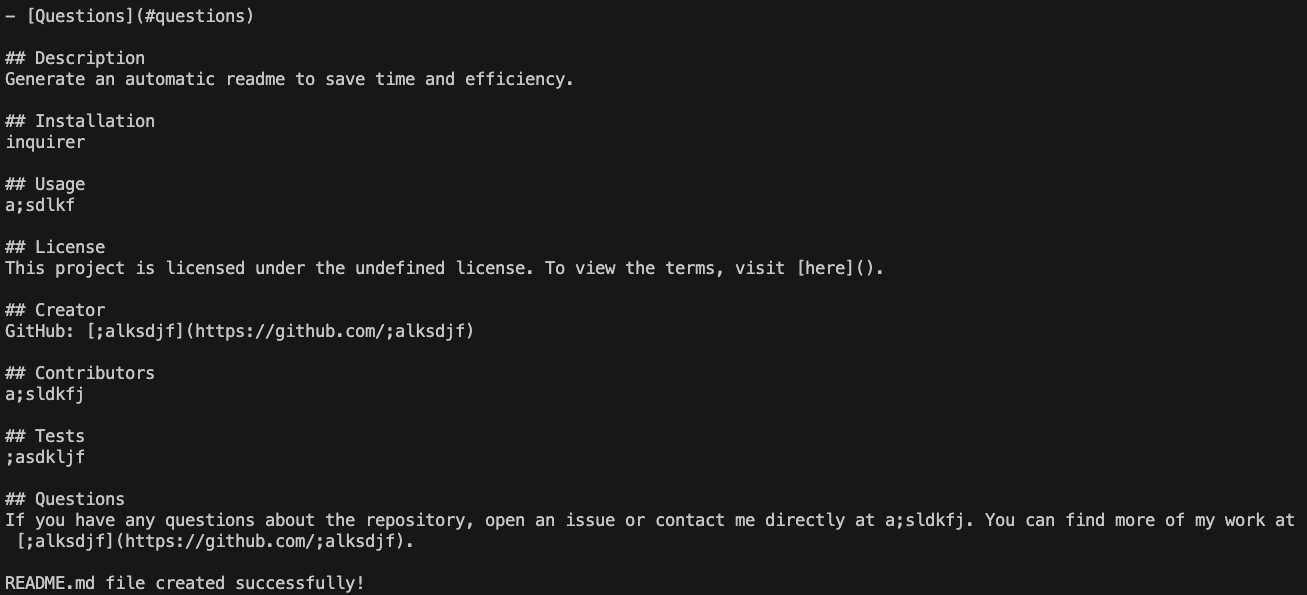 - [Questions](#questions)
## Description
Generate an automatic readme to save time and efficiency.
## Installation
inquirer
## Usage
a;sdlkf
## License
This project is licensed under the undefined license. To view the terms, visit [here]().
## Creator
GitHub: [;alksdjf](https://github.com/;alksdjf)
## Contributors
a;sldkfj
## Tests
;asdkljf
## Questions
If you have any questions about the repository, open an issue or contact me directly at a;sldkfj. You can find more of my work at
[;alksdjf](https://github.com/;alksdjf).
README.md file created successfully!